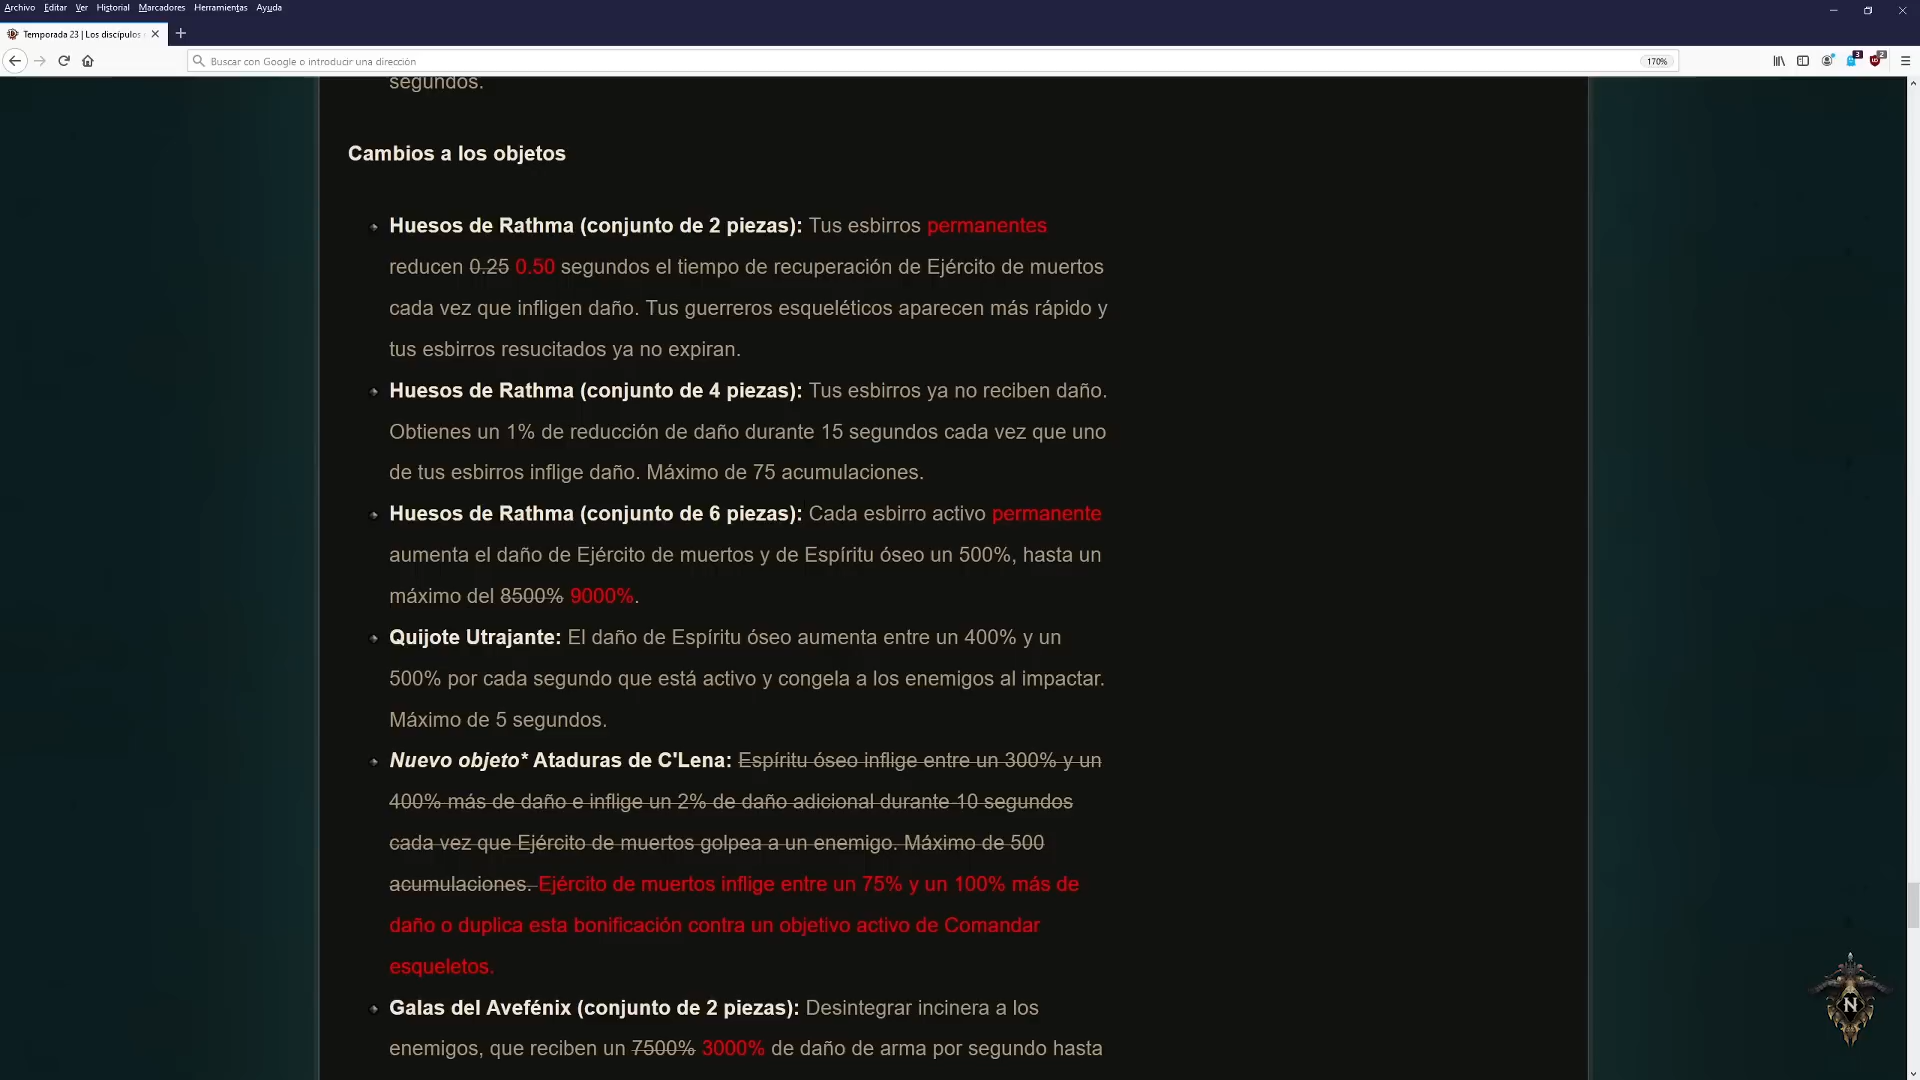 Archivo Editar Ver Historial Marcadores Herramientas Ayuda
Temporada 23 | Los discípulos
Buscar con Google o introducir una dirección
170%
3
2
segundos.
Cambios a los objetos
Huesos de Rathma (conjunto de 2 piezas): Tus esbirros permanentes
reducen 0.25 0.50 segundos el tiempo de recuperación de Ejército de muertos
cada vez que infligen daño. Tus guerreros esqueléticos aparecen más rápido y
tus esbirros resucitados ya no expiran.
Huesos de Rathma (conjunto de 4 piezas): Tus esbirros ya no reciben daño.
Obtienes un 1% de reducción de daño durante 15 segundos cada vez que uno
de tus esbirros inflige daño. Máximo de 75 acumulaciones.
Huesos de Rathma (conjunto de 6 piezas): Cada esbirro activo permanente
aumenta el daño de Ejército de muertos y de Espíritu óseo un 500%, hasta un
máximo del 8500% 9000%.
Quijote Utrajante: El daño de Espíritu óseo aumenta entre un 400% y un
500% por cada segundo que está activo y congela a los enemigos al impactar.
Máximo de 5 segundos.
Nuevo objeto* Ataduras de C'Lena: Espíritu óseo inflige entre un 300% y un
400% más de daño e inflige un 2% de daño adicional durante 10 segundos
cada vez que Ejército de muertos golpea a un enemigo. Máximo de 500
acumulaciones. Ejército de muertos inflige entre un 75% y un 100% más de
daño o duplica esta bonificación contra un objetivo activo de Comandar
esqueletos.
Galas del Avefénix (conjunto de 2 piezas): Desintegrar incinera a los
enemigos, que reciben un 7500% 3000% de daño de arma por segundo hasta
N